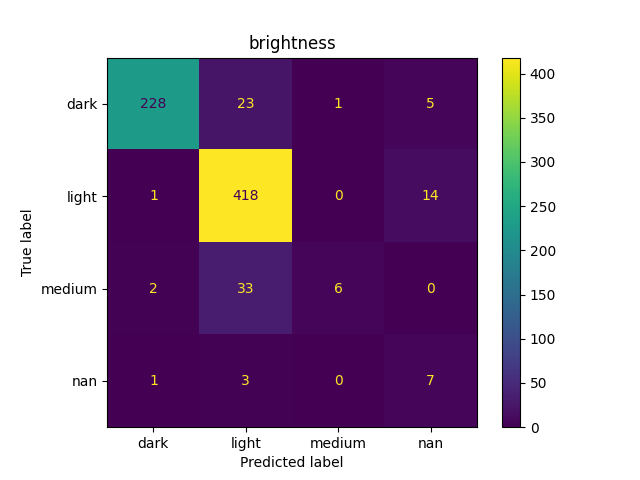 brightness
dark 228 23 1 5
light 1 418 0 14
medium 2 33 6 0
nan 1 3 0 7
dark light medium nan
Predicted label
True label
400
350
300
250
200
150
100
50
0